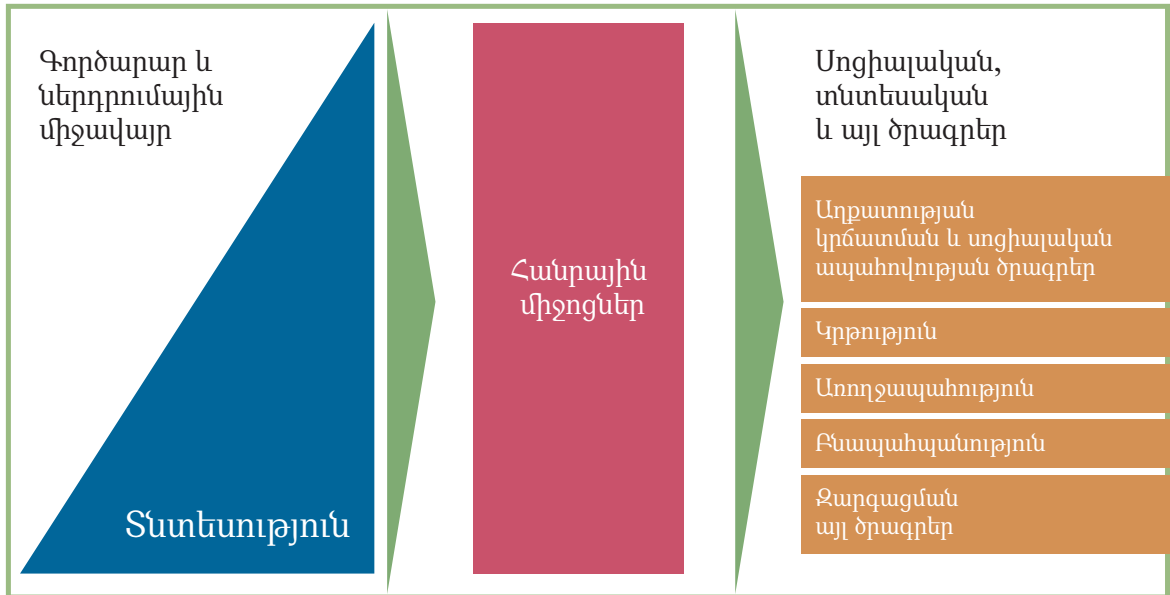 Գործարար և
ներդրումային
միջավայր
Տնտեսություն
Հանրային
միջոցներ
Սոցիալական,
տնտեսական
և այլ ծրագրեր
Աղքատության
կրճատման և սոցիալական
ապահովության ծրագրեր
Կրթություն
Առողջապահություն
Բնապահպանություն
Զարգացման
այլ ծրագրեր